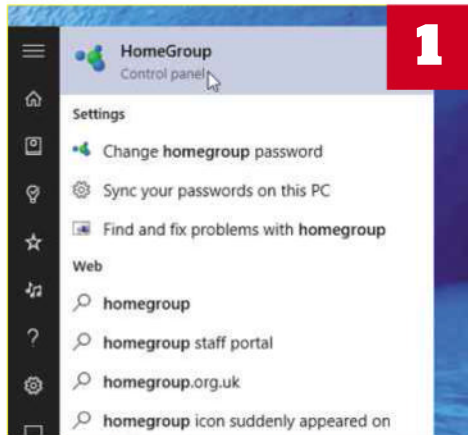 HomeGroup
1
Control panel
Settings
Change homegroup password
Sync your passwords on this PC
Find and fix problems with homegroup
Web
homegroup
homegroup staff portal
homegroup.org.uk
homegroup icon suddenly appeared on